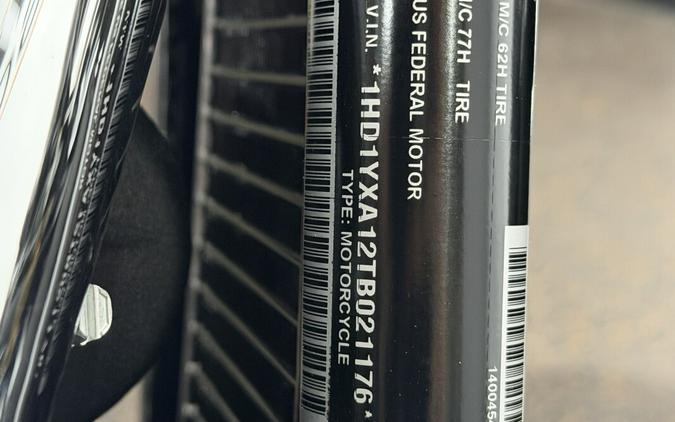 M/C 62H TIRE
M/C 77H TIRE
US FEDERAL MOTOR
V.I.N. *1HD1YXA12TB021176*
TYPE: MOTORCYCLE